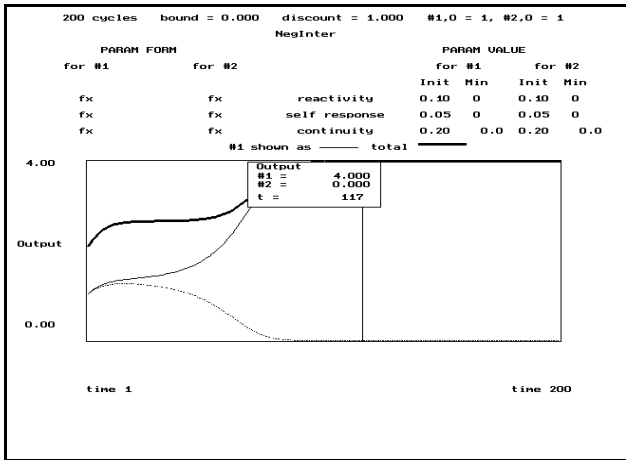 200 cycles bound = 0.000 discount = 1.000 #1,0 = 1, #2,0 = 1
NegInter
PARAM FORM PARAM VALUE
for #1 for #2 for #1 for #2
Init Min Init Min
fx fx reactivity 0.10 0 0.10 0
fx fx self response 0.05 0 0.05 0
fx fx continuity 0.20 0.0 0.20 0.0
#1 shown as total
4.00
Output
#1 = 4.000
#2 = 0.000
t = 117
Output
0.00
time 1 time 200